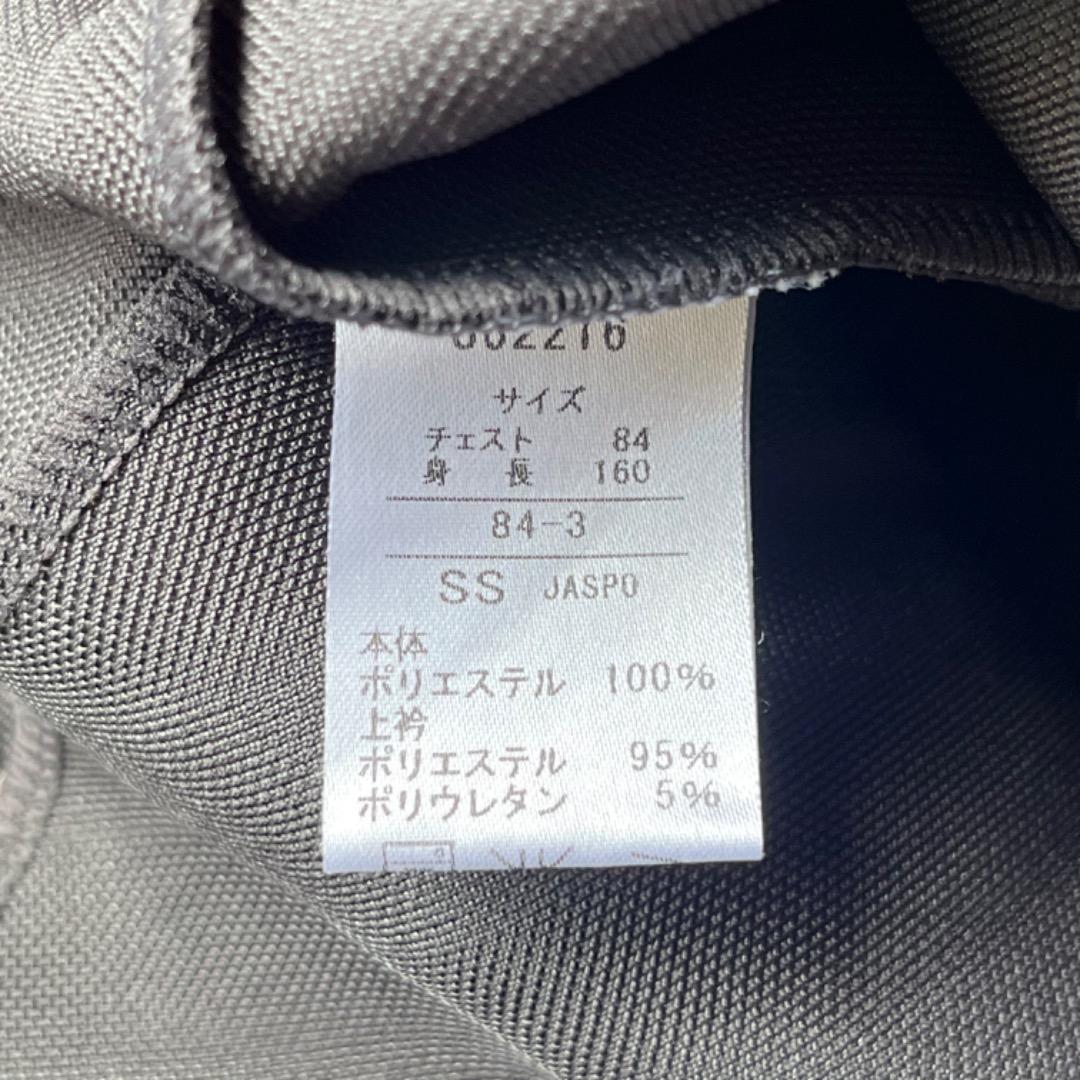 サイズ
チェスト 84
身長 160
84-3
SS JASPO
本体
ポリエステル 100%
上衿
ポリエステル 95%
ポリウレタン 5%